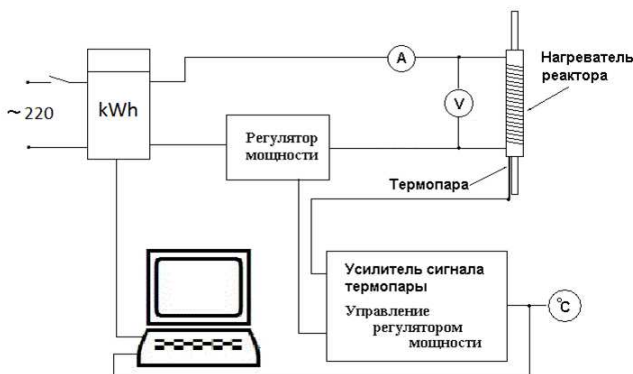 Нагреватель
реактора
A
~220
kWh
V
Регулятор
мощности
Термопара
Усилитель сигнала
термопары
Управление
регулятором
мощности
°C